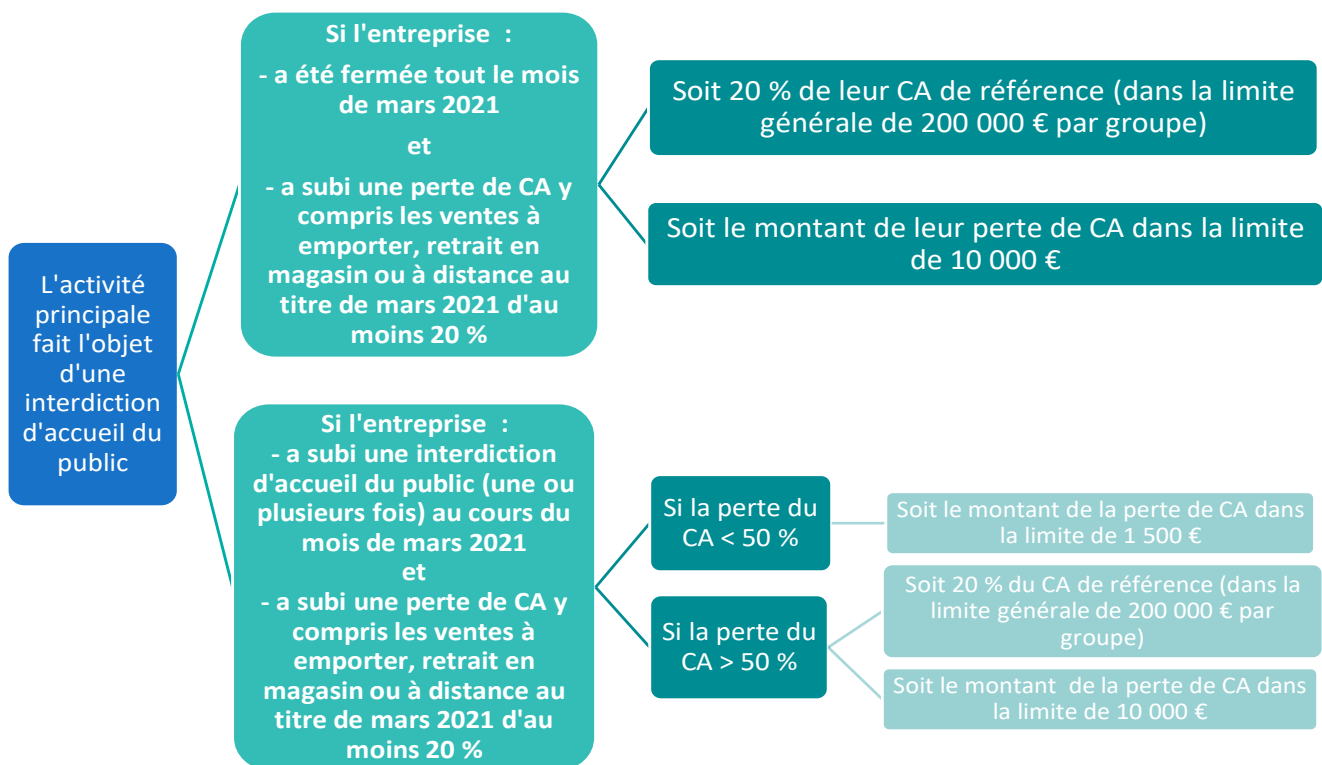 L'activité
principale
fait l'objet
d'une
interdiction
d'accueil du
public
Si l'entreprise :
- a été fermée tout le mois
de mars 2021
et
- a subi une perte de CA y
compris les ventes à
emporter, retrait en
magasin ou à distance au
titre de mars 2021 d'au
moins 20 %
Soit 20 % de leur CA de référence (dans la limite
générale de 200 000 € par groupe)
Soit le montant de leur perte de CA dans la limite
de 10 000 €
Si l'entreprise :
- a subi une interdiction
d'accueil du public (une ou
plusieurs fois) au cours du
mois de mars 2021
et
- a subi une perte de CA y
compris les ventes à
emporter, retrait en
magasin ou à distance au
titre de mars 2021 d'au
moins 20 %
Si la perte du
CA < 50 %
Soit le montant de la perte de CA dans
la limite de 1 500 €
Si la perte du
CA > 50 %
Soit 20 % du CA de référence (dans la
limite générale de 200 000 € par
groupe)
Soit le montant de la perte de CA dans
la limite de 10 000 €